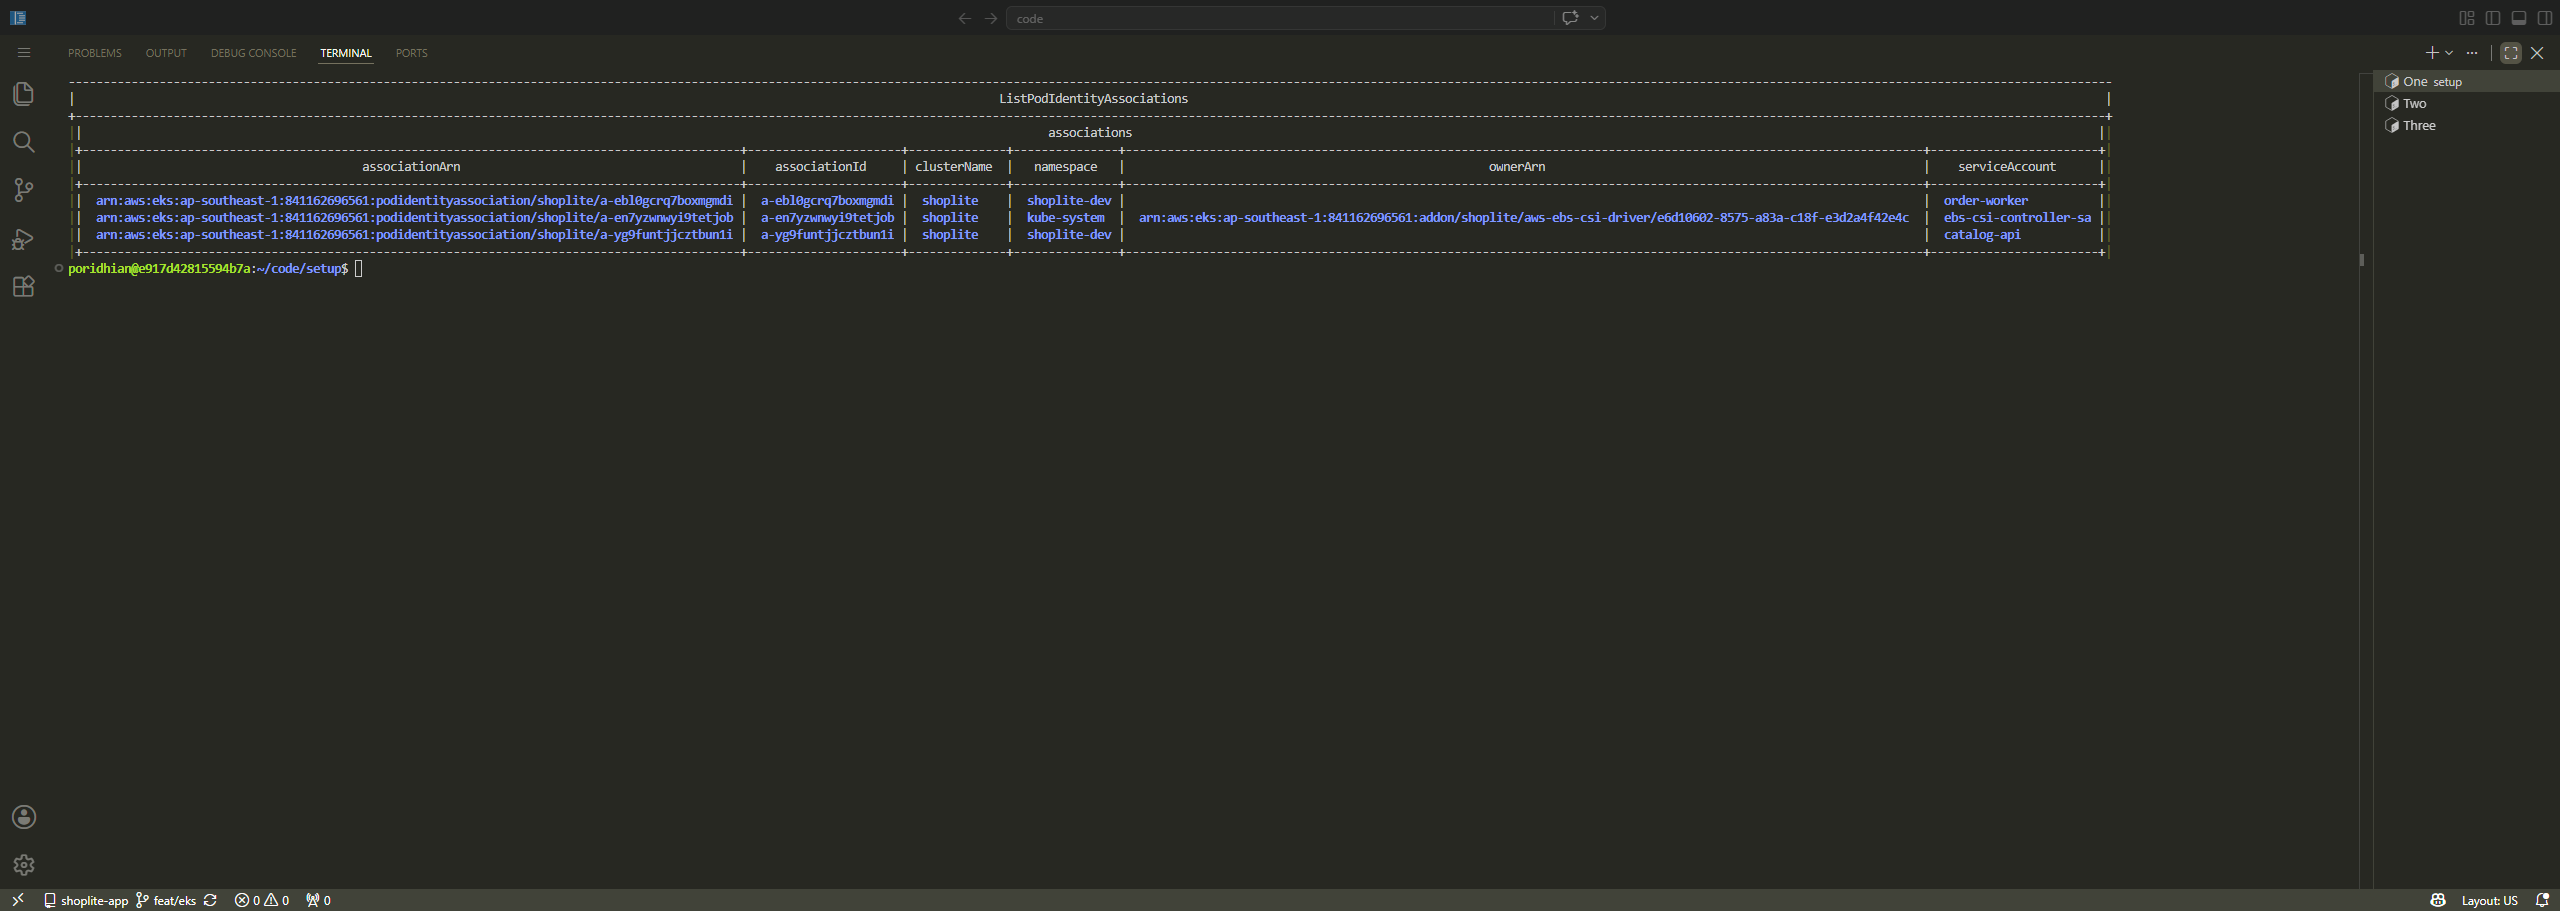 code
PROBLEMS OUTPUT DEBUG CONSOLE TERMINAL PORTS
One setup
Two
Three
ListPodIdentityAssociations
associations
associationArn | associationId | clusterName | namespace | ownerArn | serviceAccount
arn:aws:eks:ap-southeast-1:841162696561:podidentityassociation/shoplite/a-ebl0gcrq7boxmgmdi | a-ebl0gcrq7boxmgmdi | shoplite | shoplite-dev | | order-worker
arn:aws:eks:ap-southeast-1:841162696561:podidentityassociation/shoplite/a-en7yzwnwyi9tetjob | a-en7yzwnwyi9tetjob | shoplite | kube-system | arn:aws:eks:ap-southeast-1:841162696561:addon/shoplite/aws-ebs-csi-driver/e6d10602-8575-a83a-c18f-e3d2a4f42e4c | ebs-csi-controller-sa
arn:aws:eks:ap-southeast-1:841162696561:podidentityassociation/shoplite/a-yg9funtjjcztbun1i | a-yg9funtjjcztbun1i | shoplite | shoplite-dev | | catalog-api
poridhian@e917d42815594b7a:~/code/setup$
shoplite-app feat/eks 0 0 0 Layout: US